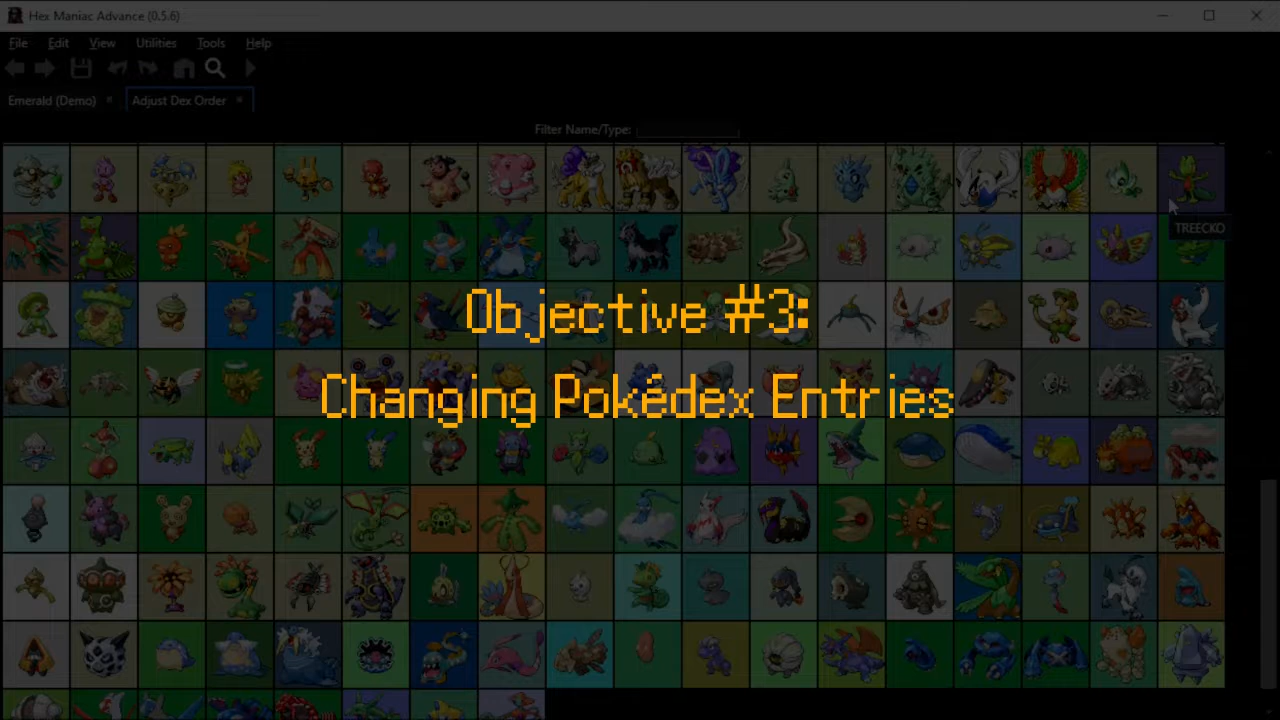 Hex Maniac Advance (0.5.6)
File Edit View Utilities Tools Help
Emerald (Demo) × Adjust Dex Order ×
Filter Name/Type:
TREECKO
Objective #3:
Changing Pokédex Entries